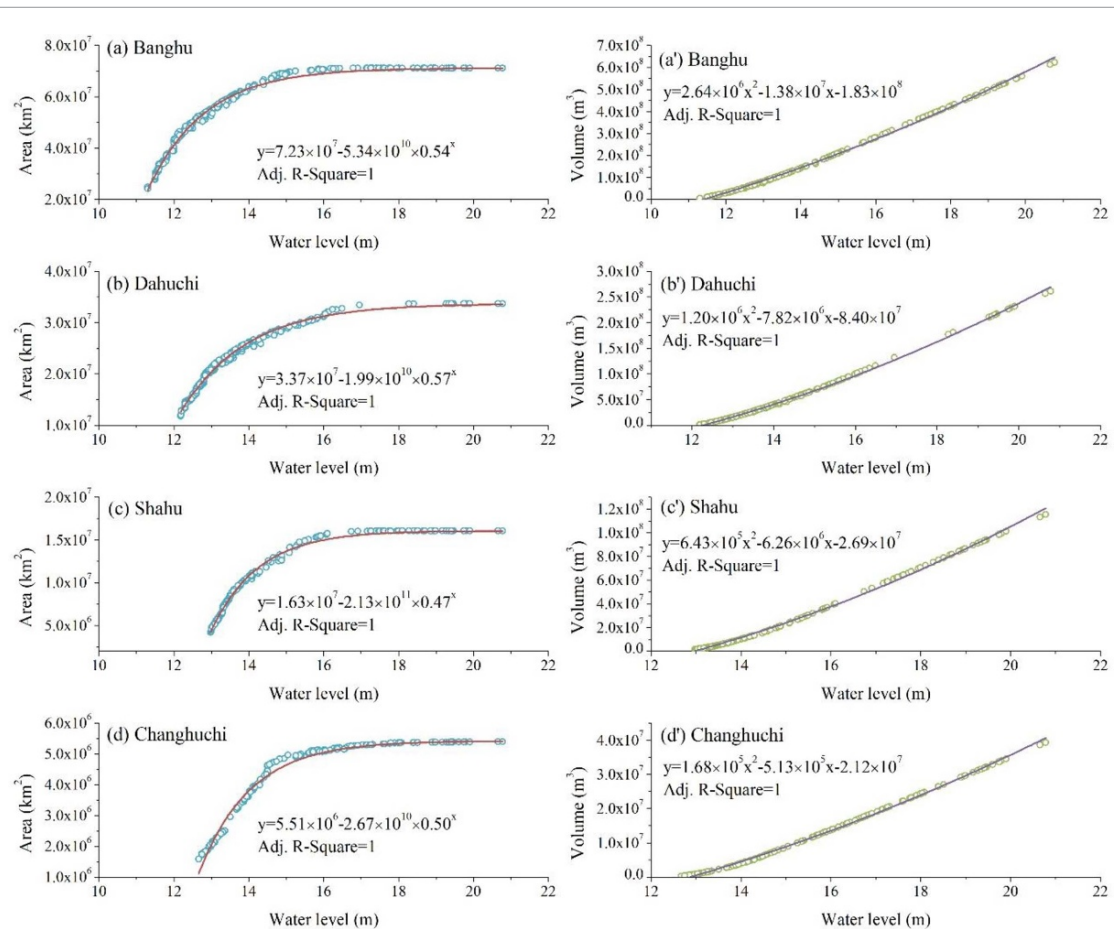 (a) Banghu
8.0x10⁷
6.0x10⁷
4.0x10⁷
2.0x10⁷
Area (km²)
y=7.23×10⁷-5.34×10¹⁰×0.54ˣ
Adj. R-Square=1
10 12 14 16 18 20 22
Water level (m)
(a') Banghu
7.0x10⁸
6.0x10⁸
5.0x10⁸
4.0x10⁸
3.0x10⁸
2.0x10⁸
1.0x10⁸
0.0
Volume (m³)
y=2.64×10⁶x²-1.38×10⁷x-1.83×10⁸
Adj. R-Square=1
10 12 14 16 18 20 22
Water level (m)
(b) Dahuchi
4.0x10⁷
3.0x10⁷
2.0x10⁷
1.0x10⁷
Area (km²)
y=3.37×10⁷-1.99×10¹⁰×0.57ˣ
Adj. R-Square=1
10 12 14 16 18 20 22
Water level (m)
(b') Dahuchi
3.0x10⁸
2.5x10⁸
2.0x10⁸
1.5x10⁸
1.0x10⁸
5.0x10⁷
0.0
Volume (m³)
y=1.20×10⁶x²-7.82×10⁶x-8.40×10⁷
Adj. R-Square=1
11 12 14 16 18 20 22
Water level (m)
(c) Shahu
2.0x10⁷
1.5x10⁷
1.0x10⁷
5.0x10⁶
Area (km²)
y=1.63×10⁷-2.13×10¹¹×0.47ˣ
Adj. R-Square=1
10 12 14 16 18 20 22
Water level (m)
(c') Shahu
1.2x10⁸
1.0x10⁸
8.0x10⁷
6.0x10⁷
4.0x10⁷
2.0x10⁷
0.0
Volume (m³)
y=6.43×10⁵x²-6.26×10⁶x-2.69×10⁷
Adj. R-Square=1
12 14 16 18 20 22
Water level (m)
(d) Changhuchi
6.0x10⁶
5.0x10⁶
4.0x10⁶
3.0x10⁶
2.0x10⁶
1.0x10⁶
Area (km²)
y=5.51×10⁶-2.67×10¹⁰×0.50ˣ
Adj. R-Square=1
10 12 14 16 18 20 22
Water level (m)
(d') Changhuchi
4.0x10⁷
3.0x10⁷
2.0x10⁷
1.0x10⁷
0.0
Volume (m³)
y=1.68×10⁵x²-5.13×10⁵x-2.12×10⁷
Adj. R-Square=1
12 13 14 15 16 17 18 19 20 21 22
Water level (m)